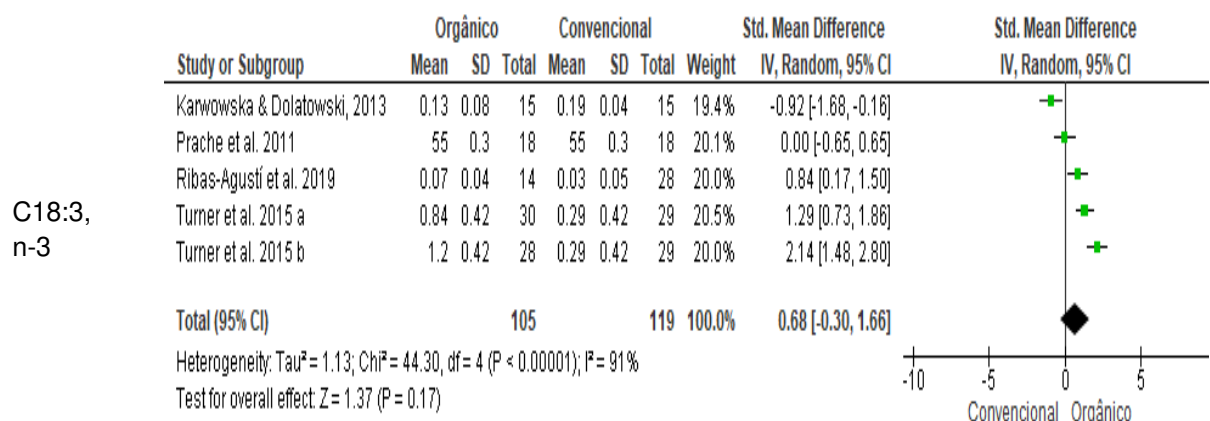 Orgânico Convencional Std. Mean Difference Std. Mean Difference
Study or Subgroup Mean SD Total Mean SD Total Weight IV, Random, 95% CI IV, Random, 95% CI
Karwowska & Dolatowski, 2013 0.13 0.08 15 0.19 0.04 15 19.4% -0.92 [-1.68, -0.16]
Prache et al. 2011 55 0.3 18 55 0.3 18 20.1% 0.00 [-0.65, 0.65]
Ribas-Agustí et al. 2019 0.07 0.04 14 0.03 0.05 28 20.0% 0.84 [0.17, 1.50]
C18:3,
n-3
Turner et al. 2015 a 0.84 0.42 30 0.29 0.42 29 20.5% 1.29 [0.73, 1.86]
Turner et al. 2015 b 1.2 0.42 28 0.29 0.42 29 20.0% 2.14 [1.48, 2.80]
Total (95% CI) 105 119 100.0% 0.68 [-0.30, 1.66]
Heterogeneity: Tau² = 1.13; Chi² = 44.30, df = 4 (P < 0.00001); I² = 91%
Test for overall effect: Z = 1.37 (P = 0.17)
-10 -5 0 5
Convencional Orgânico